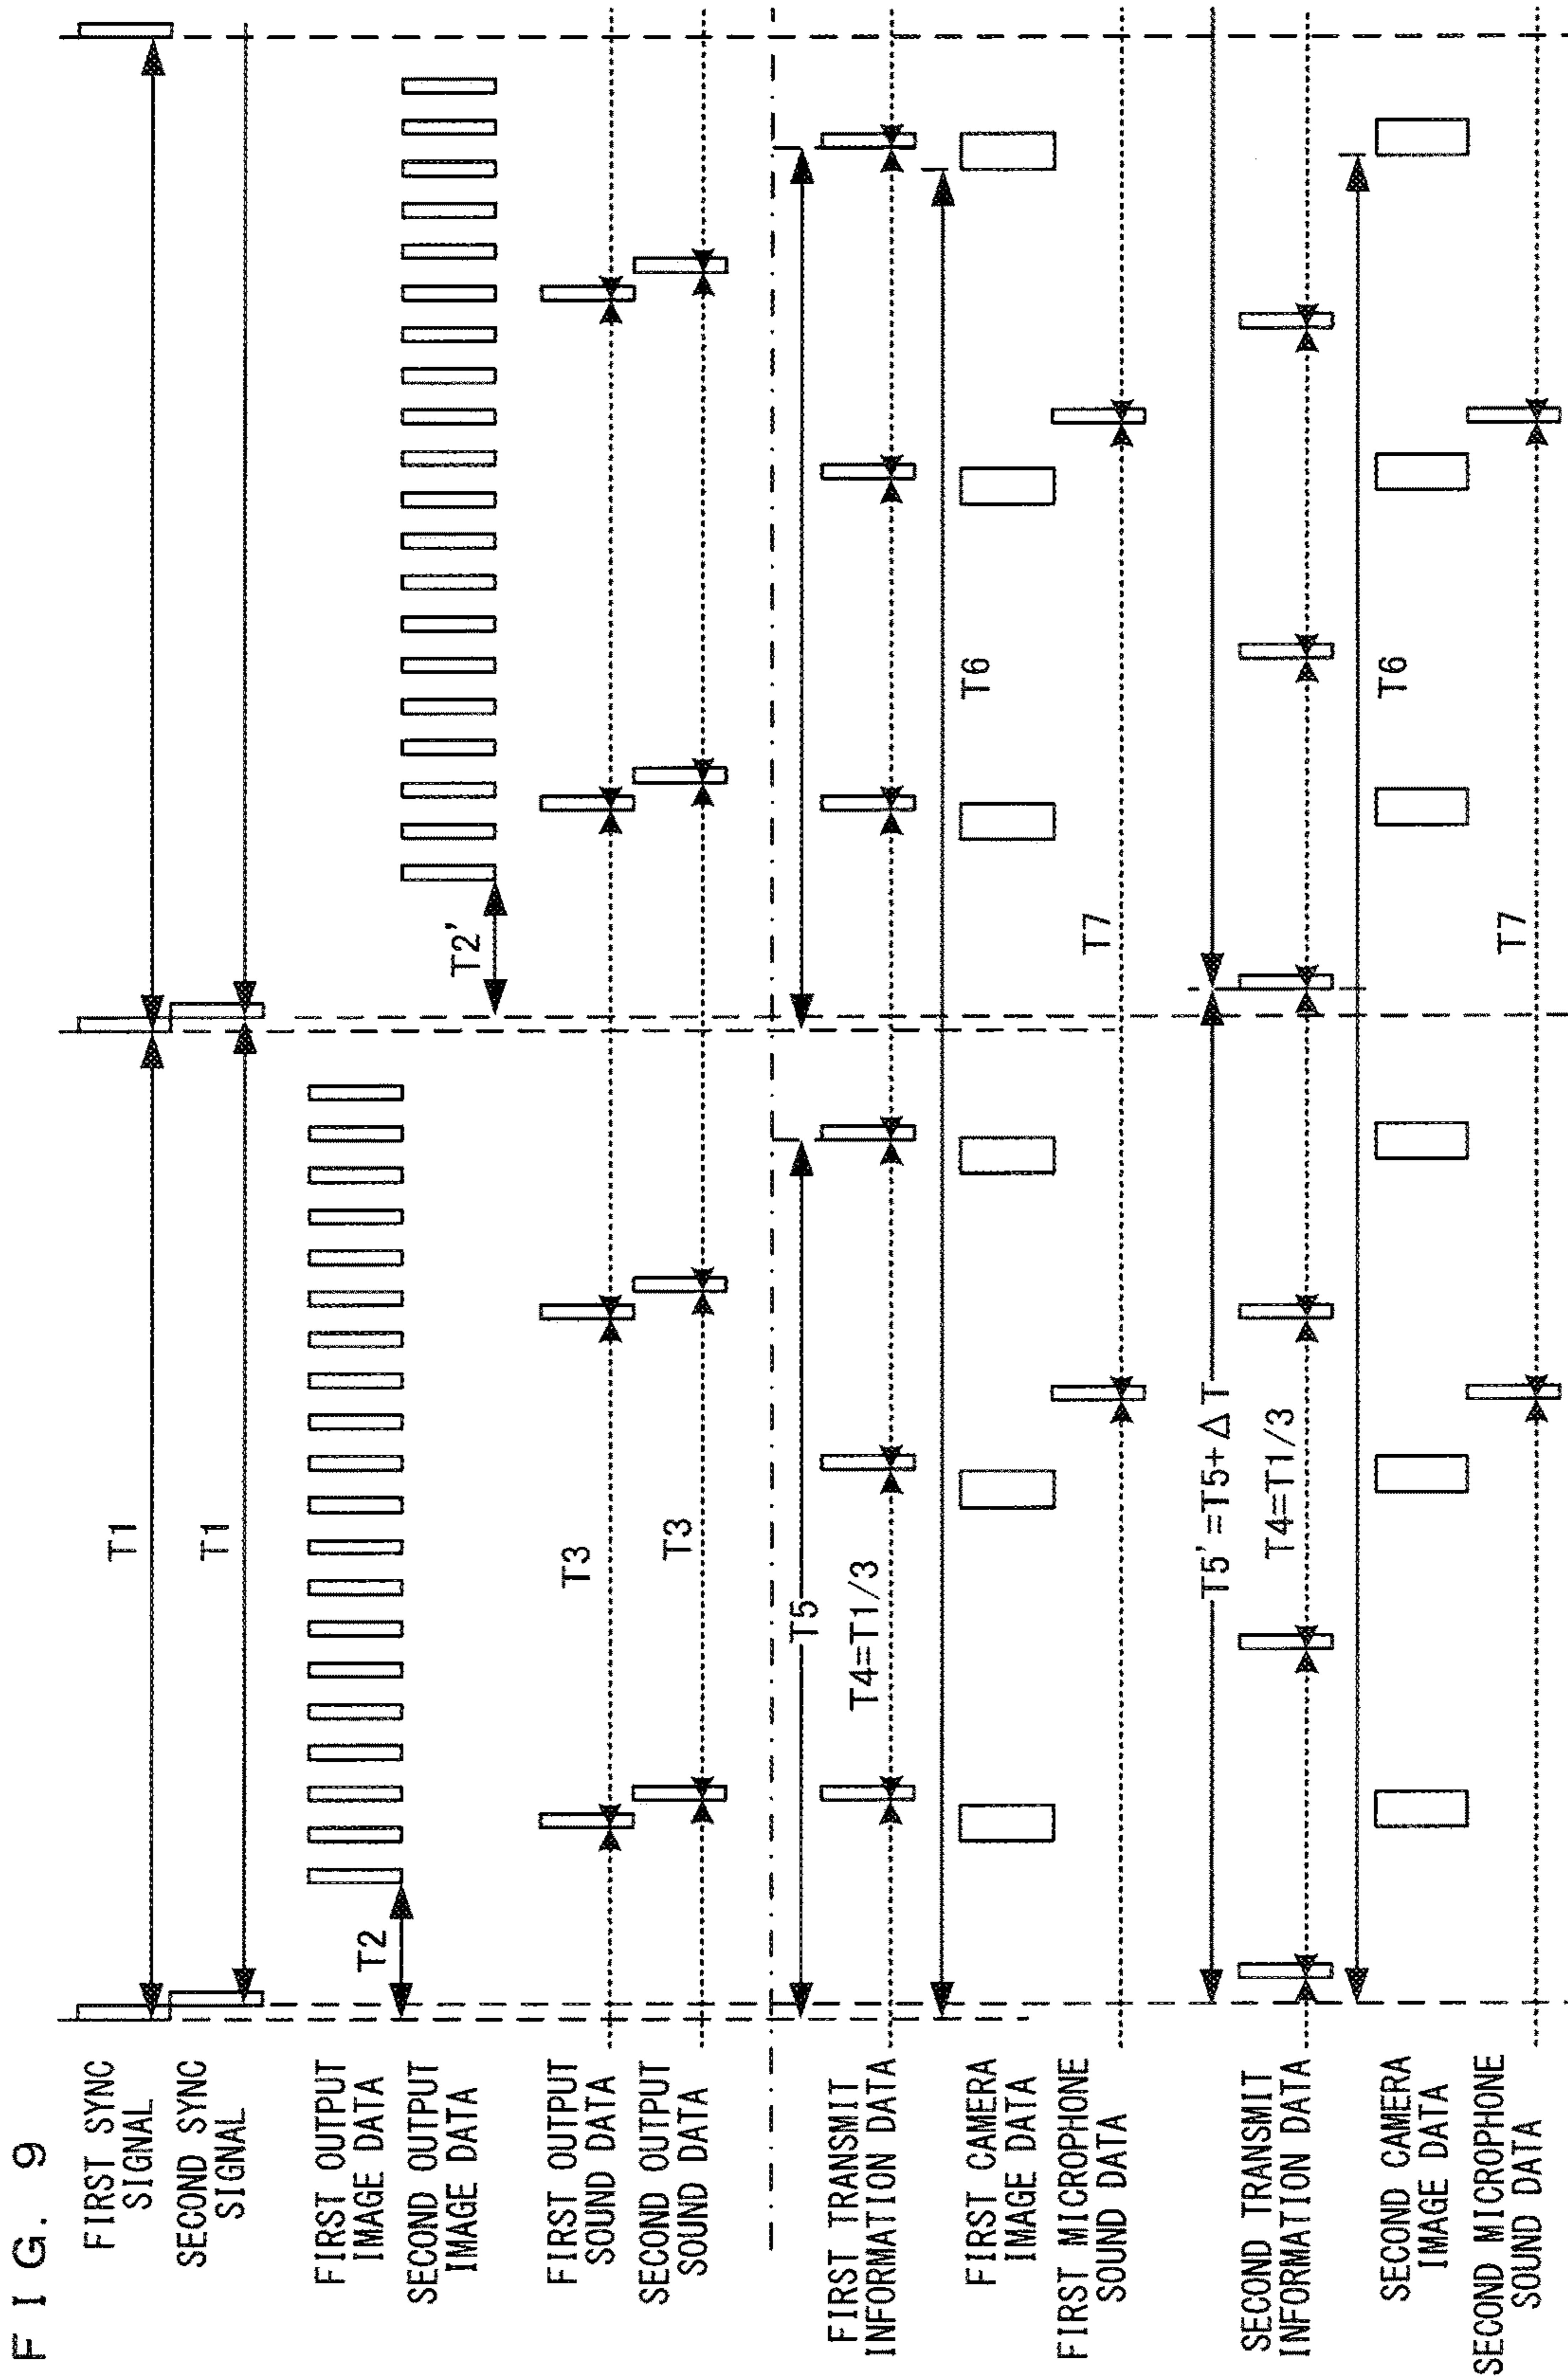 FIG. 9
FIRST SYNC
SIGNAL
SECOND SYNC
SIGNAL
FIRST OUTPUT
IMAGE DATA
SECOND OUTPUT
IMAGE DATA
FIRST OUTPUT
SOUND DATA
SECOND OUTPUT
SOUND DATA
FIRST TRANSMIT
INFORMATION DATA
FIRST CAMERA
IMAGE DATA
FIRST MICROPHONE
SOUND DATA
SECOND TRANSMIT
INFORMATION DATA
SECOND CAMERA
IMAGE DATA
SECOND MICROPHONE
SOUND DATA
T1
T1
T2
T2'
T3
T3
T5
T4=T1/3
T6
T7
T5'=T5+ΔT
T4=T1/3
T6
T7